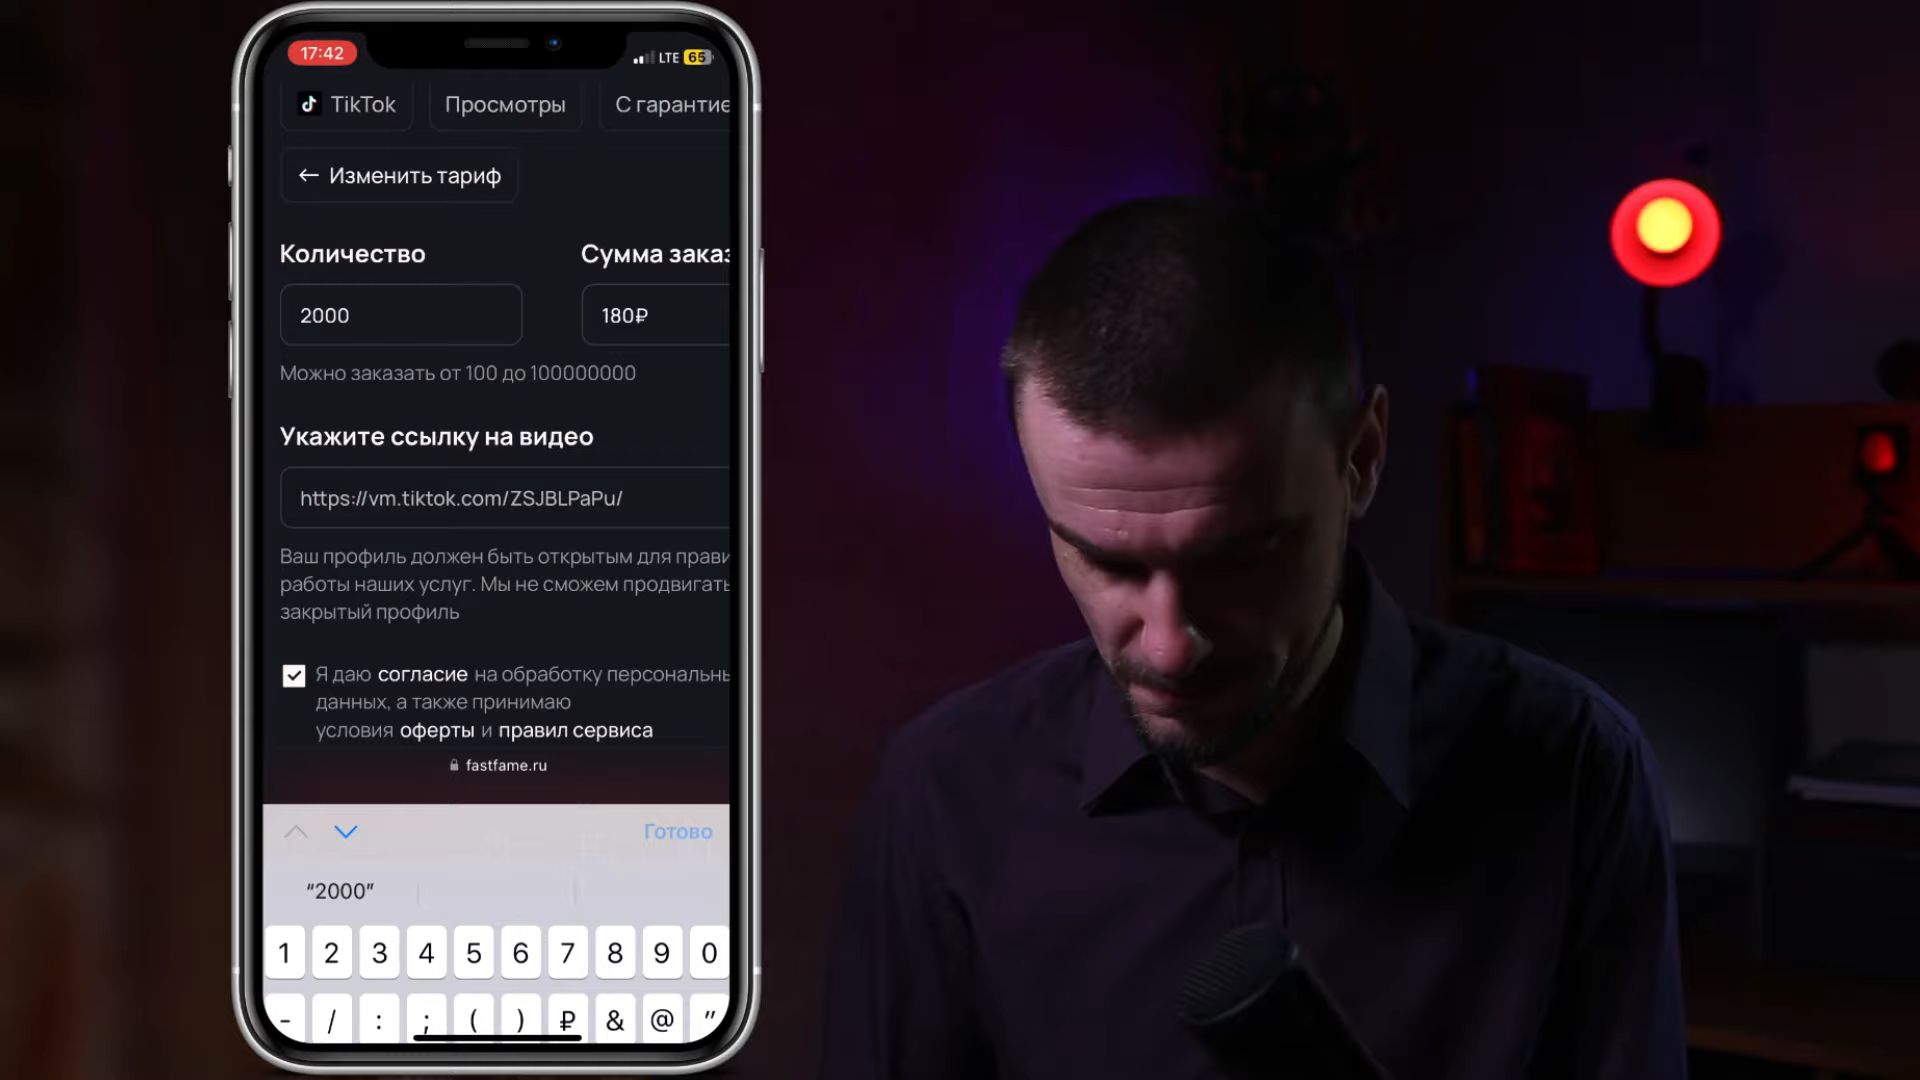 17:42
LTE 65
TikTok
Просмотры
С гарантие
← Изменить тариф
Количество
Сумма заказ
2000
180₽
Можно заказать от 100 до 100000000
Укажите ссылку на видео
https://vm.tiktok.com/ZSJBLPaPu/
Ваш профиль должен быть открытым для прави
работы наших услуг. Мы не сможем продвигать
закрытый профиль
Я даю согласие на обработку персональны
данных, а также принимаю
условия оферты и правил сервиса
fastfame.ru
Готово
“2000”
1 2 3 4 5 6 7 8 9 0
- / : ; ( ) ₽ & @ "